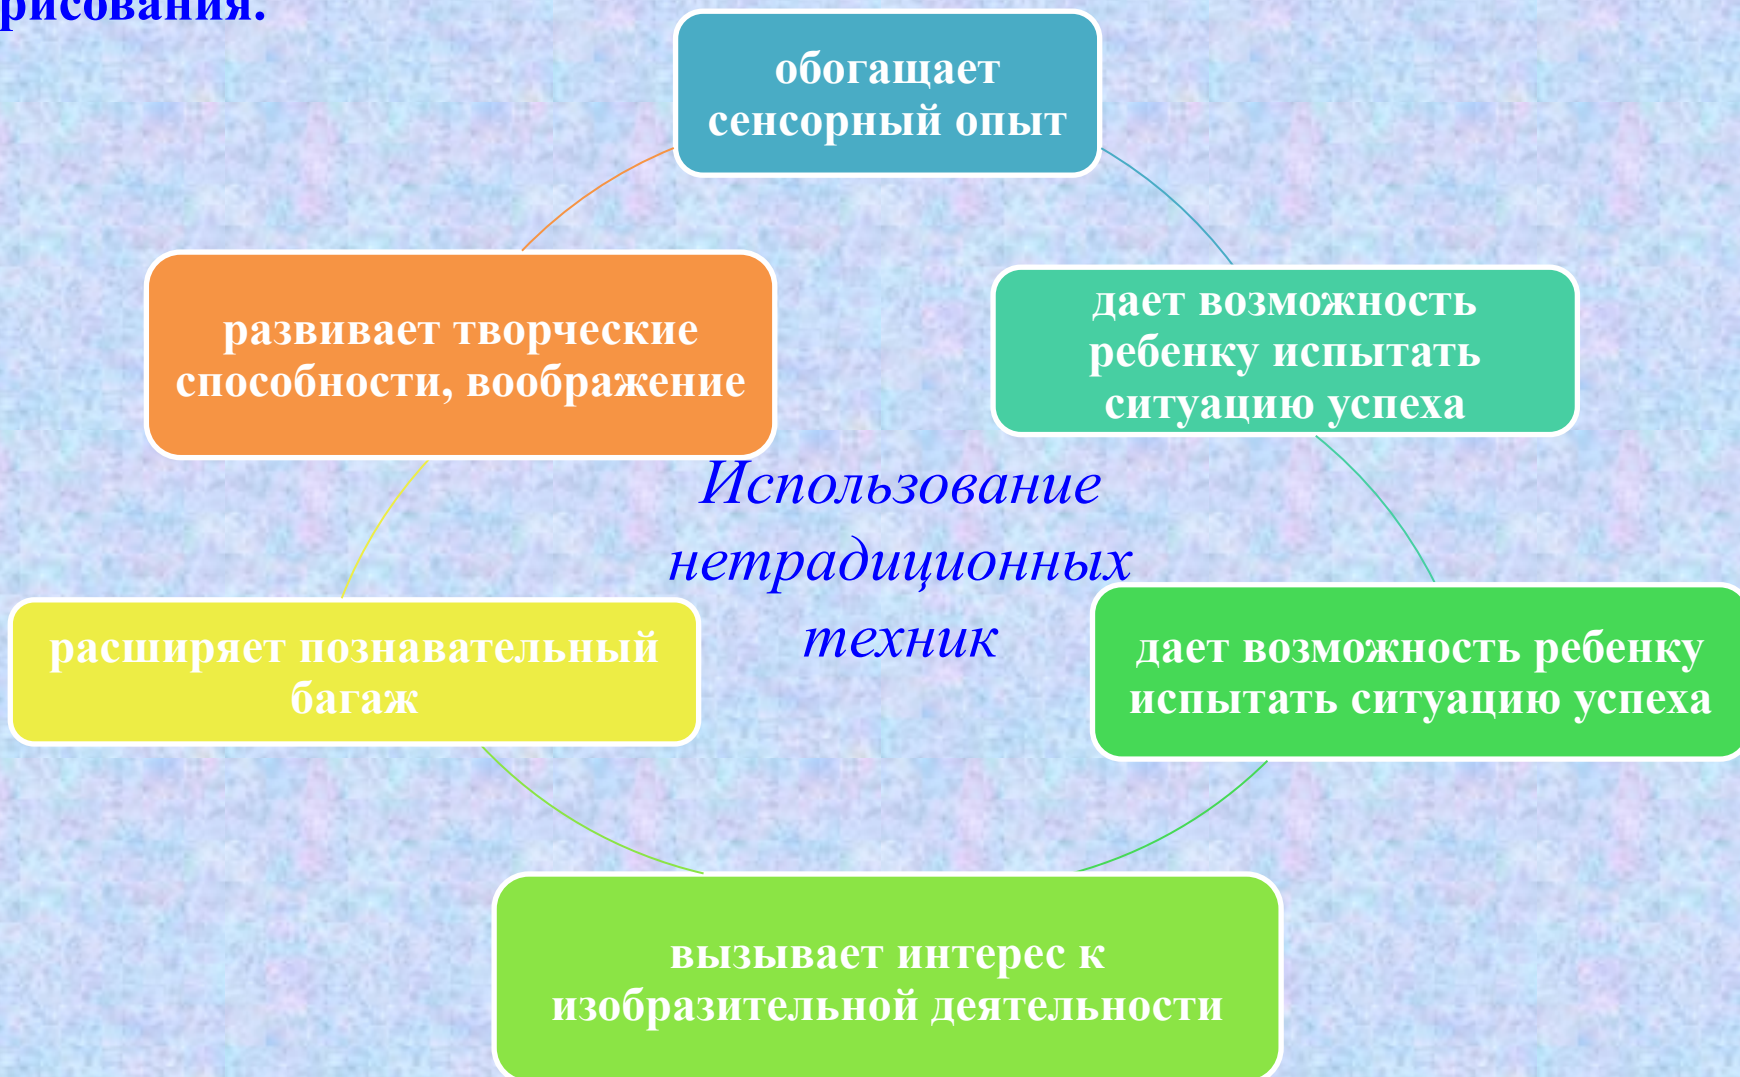 рисования.
обогащает
сенсорный опыт
развивает творческие
способности, воображение
дает возможность
ребенку испытать
ситуацию успеха
Использование
нетрадиционных
техник
расширяет познавательный
багаж
дает возможность ребенку
испытать ситуацию успеха
вызывает интерес к
изобразительной деятельности